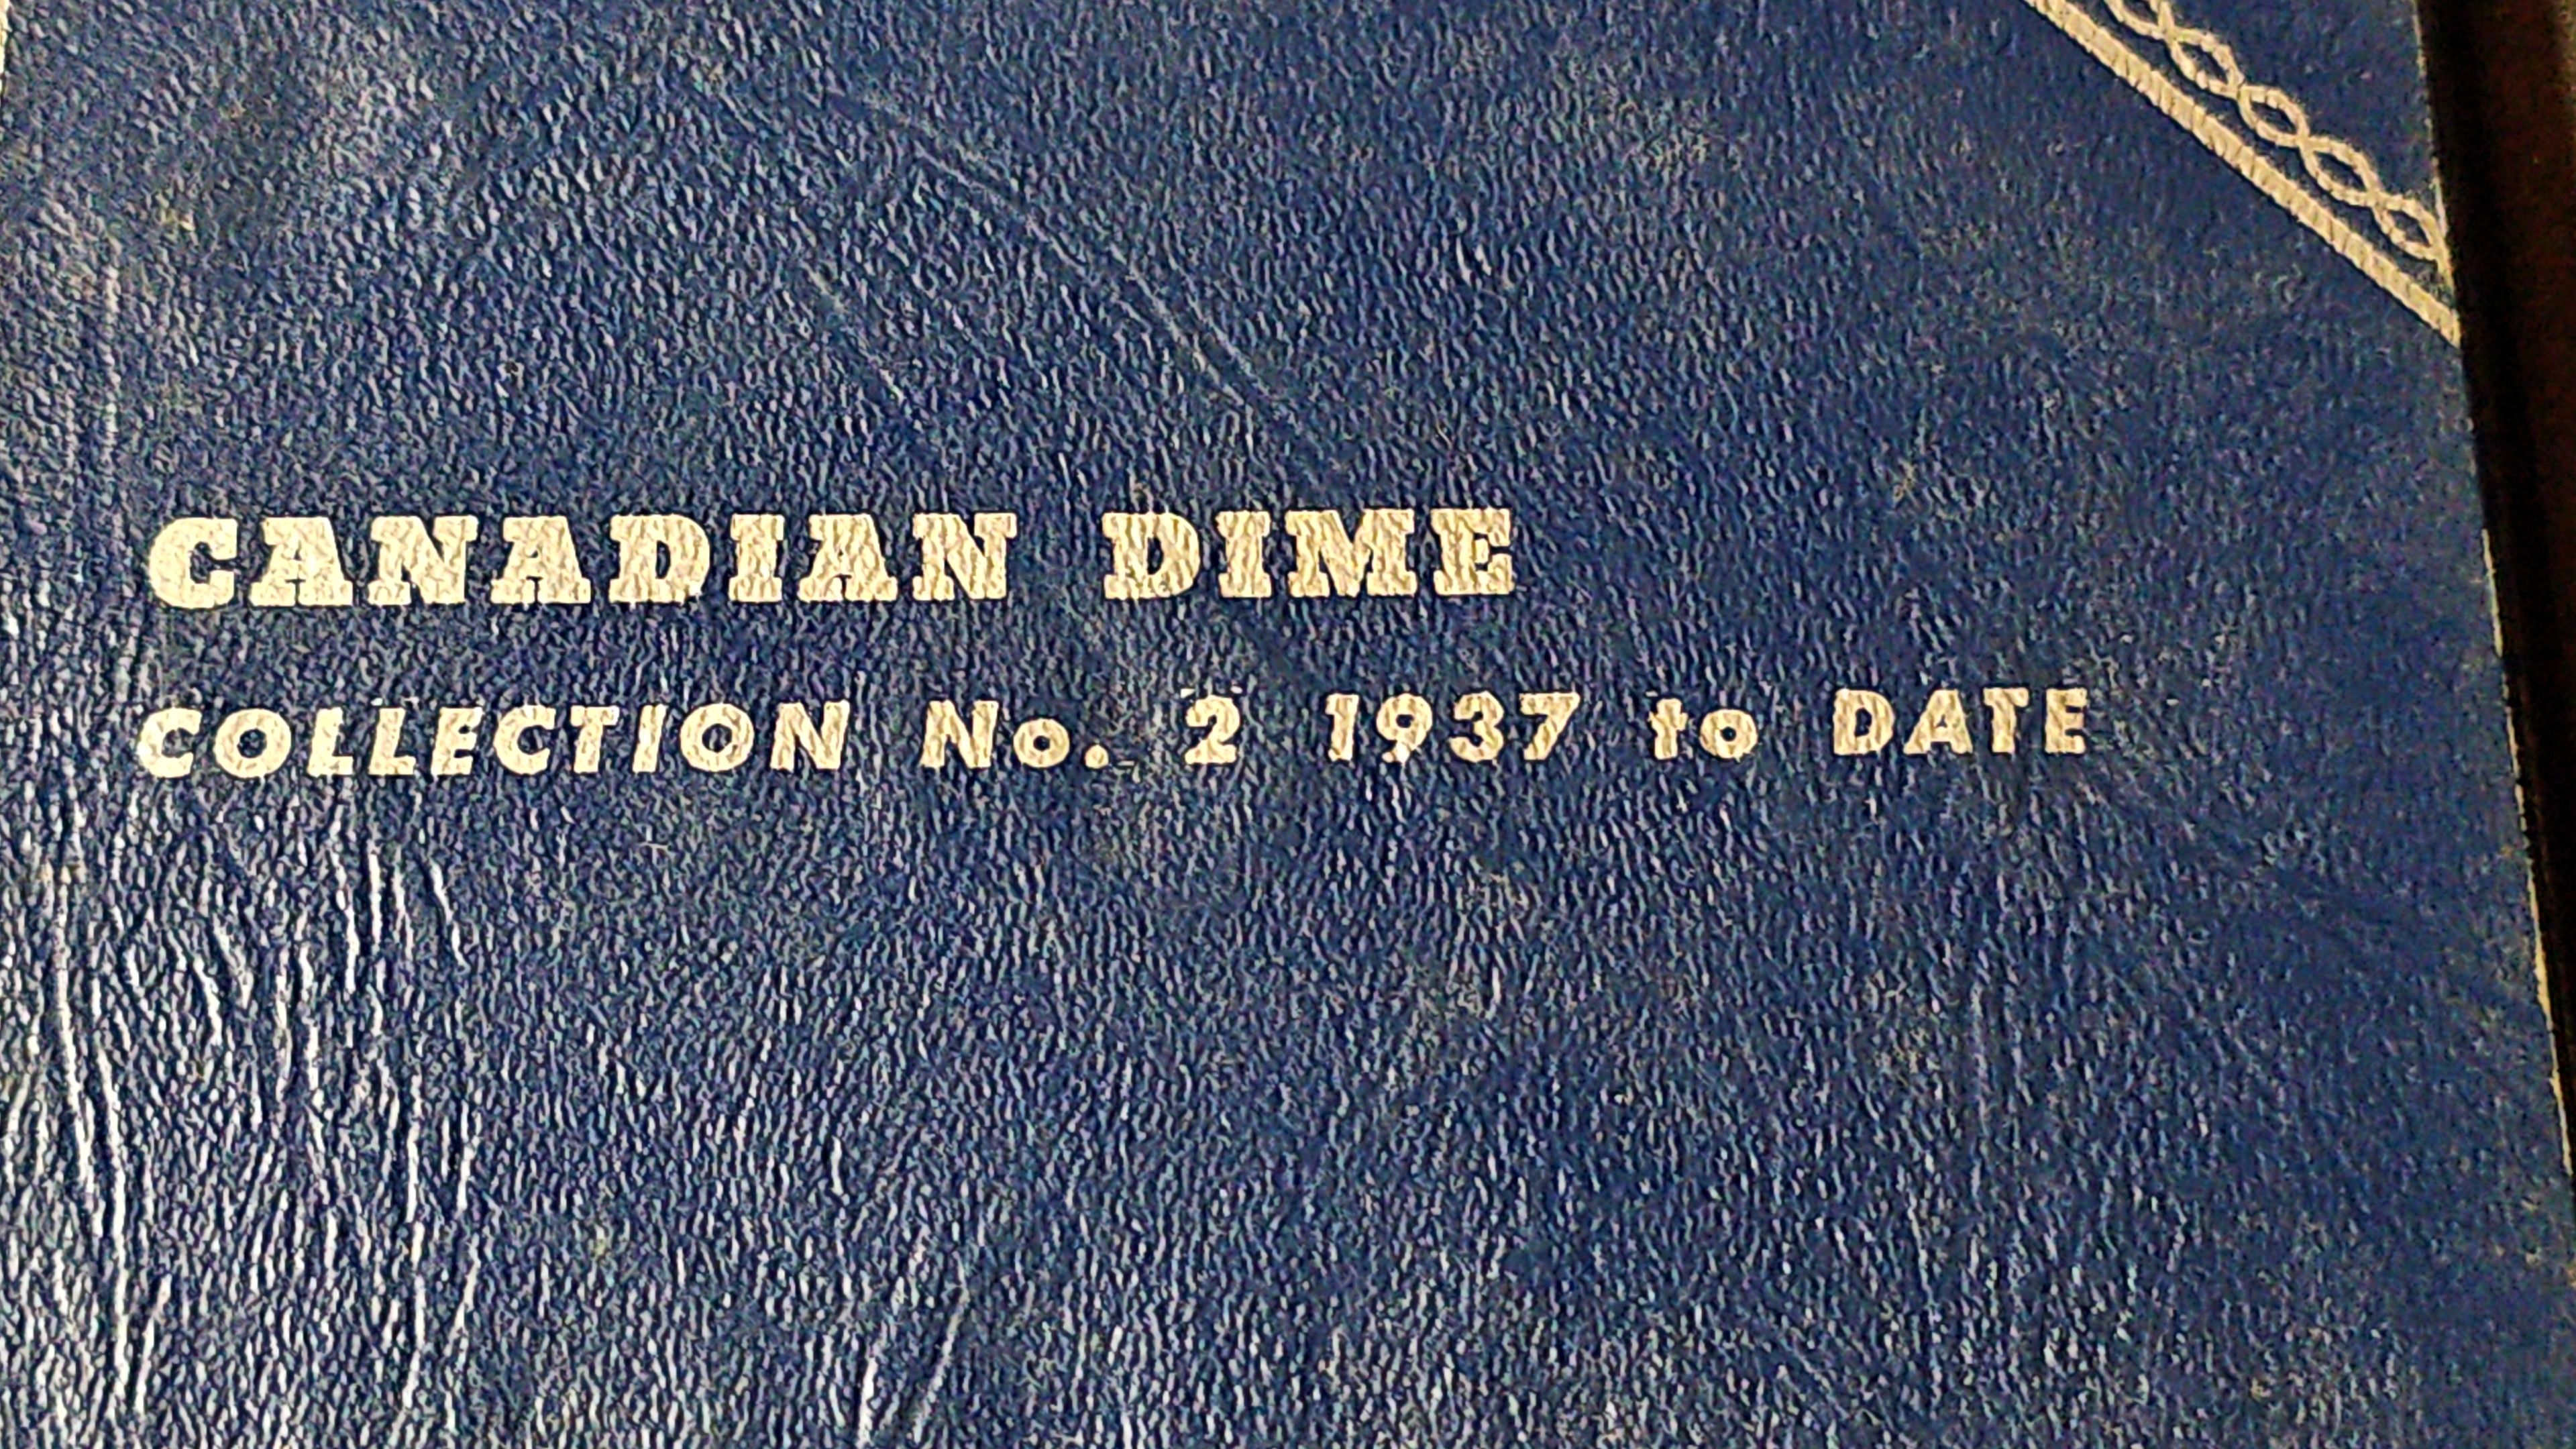 CANADIAN DIME
COLLECTION No. 2 1937 to DATE